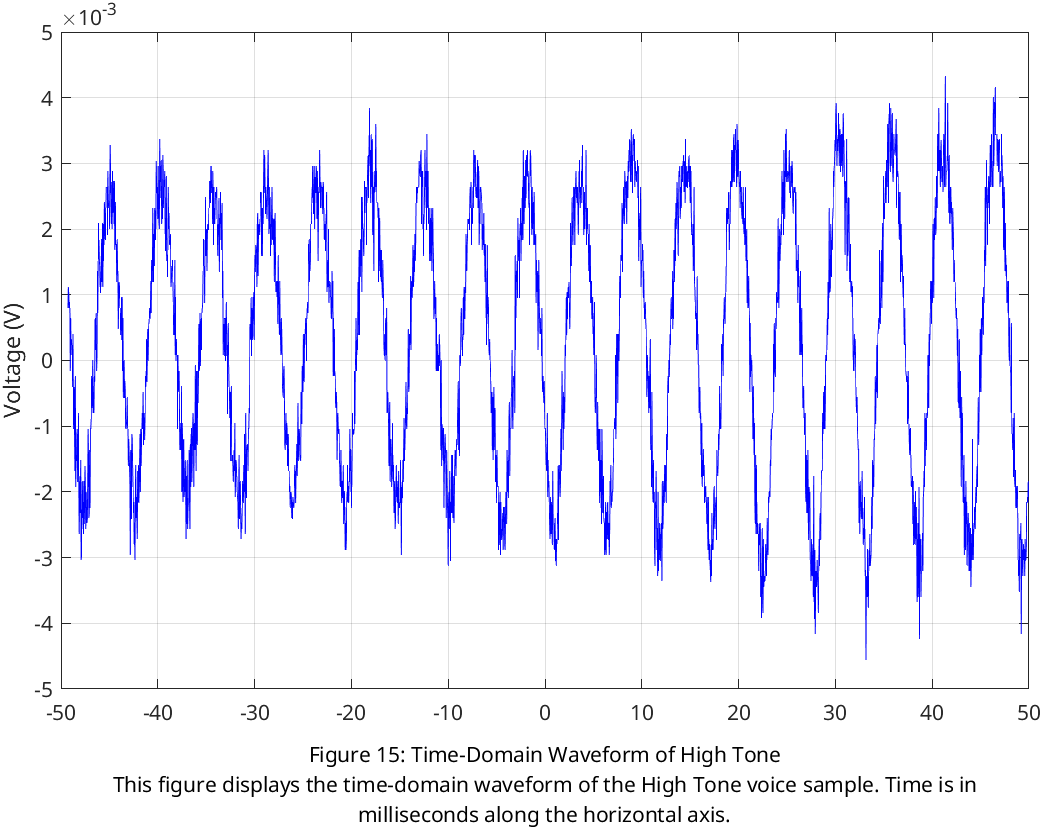 ×10-3
5
4
3
2
1
0
-1
-2
-3
-4
-5
Voltage (V)
-50 -40 -30 -20 -10 0 10 20 30 40 50
Figure 15: Time-Domain Waveform of High Tone
This figure displays the time-domain waveform of the High Tone voice sample. Time is in
milliseconds along the horizontal axis.